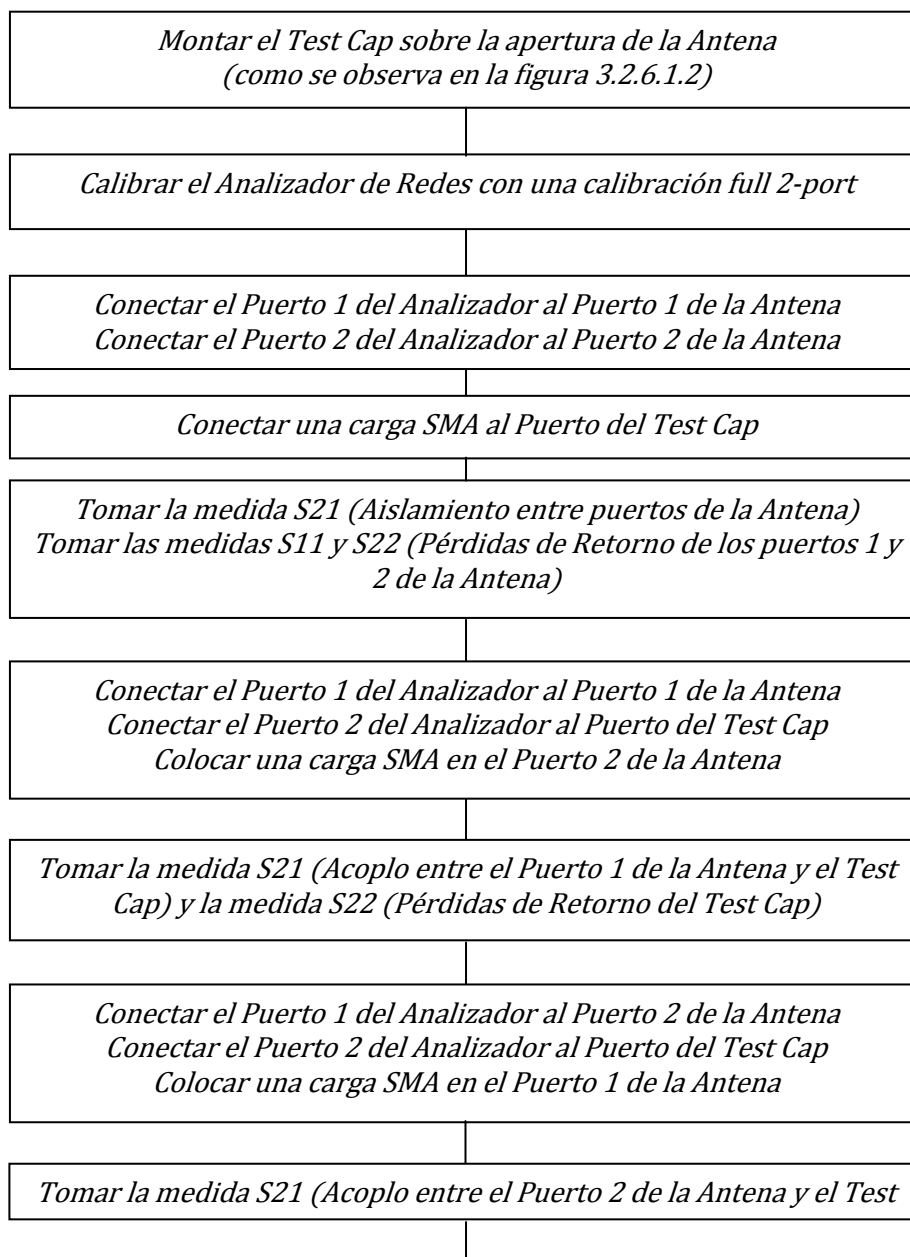 Montar el Test Cap sobre la apertura de la Antena
(como se observa en la figura 3.2.6.1.2)
Calibrar el Analizador de Redes con una calibración full 2-port
Conectar el Puerto 1 del Analizador al Puerto 1 de la Antena
Conectar el Puerto 2 del Analizador al Puerto 2 de la Antena
Conectar una carga SMA al Puerto del Test Cap
Tomar la medida S21 (Aislamiento entre puertos de la Antena)
Tomar las medidas S11 y S22 (Pérdidas de Retorno de los puertos 1 y
2 de la Antena)
Conectar el Puerto 1 del Analizador al Puerto 1 de la Antena
Conectar el Puerto 2 del Analizador al Puerto del Test Cap
Colocar una carga SMA en el Puerto 2 de la Antena
Tomar la medida S21 (Acoplo entre el Puerto 1 de la Antena y el Test
Cap) y la medida S22 (Pérdidas de Retorno del Test Cap)
Conectar el Puerto 1 del Analizador al Puerto 2 de la Antena
Conectar el Puerto 2 del Analizador al Puerto del Test Cap
Colocar una carga SMA en el Puerto 1 de la Antena
Tomar la medida S21 (Acoplo entre el Puerto 2 de la Antena y el Test